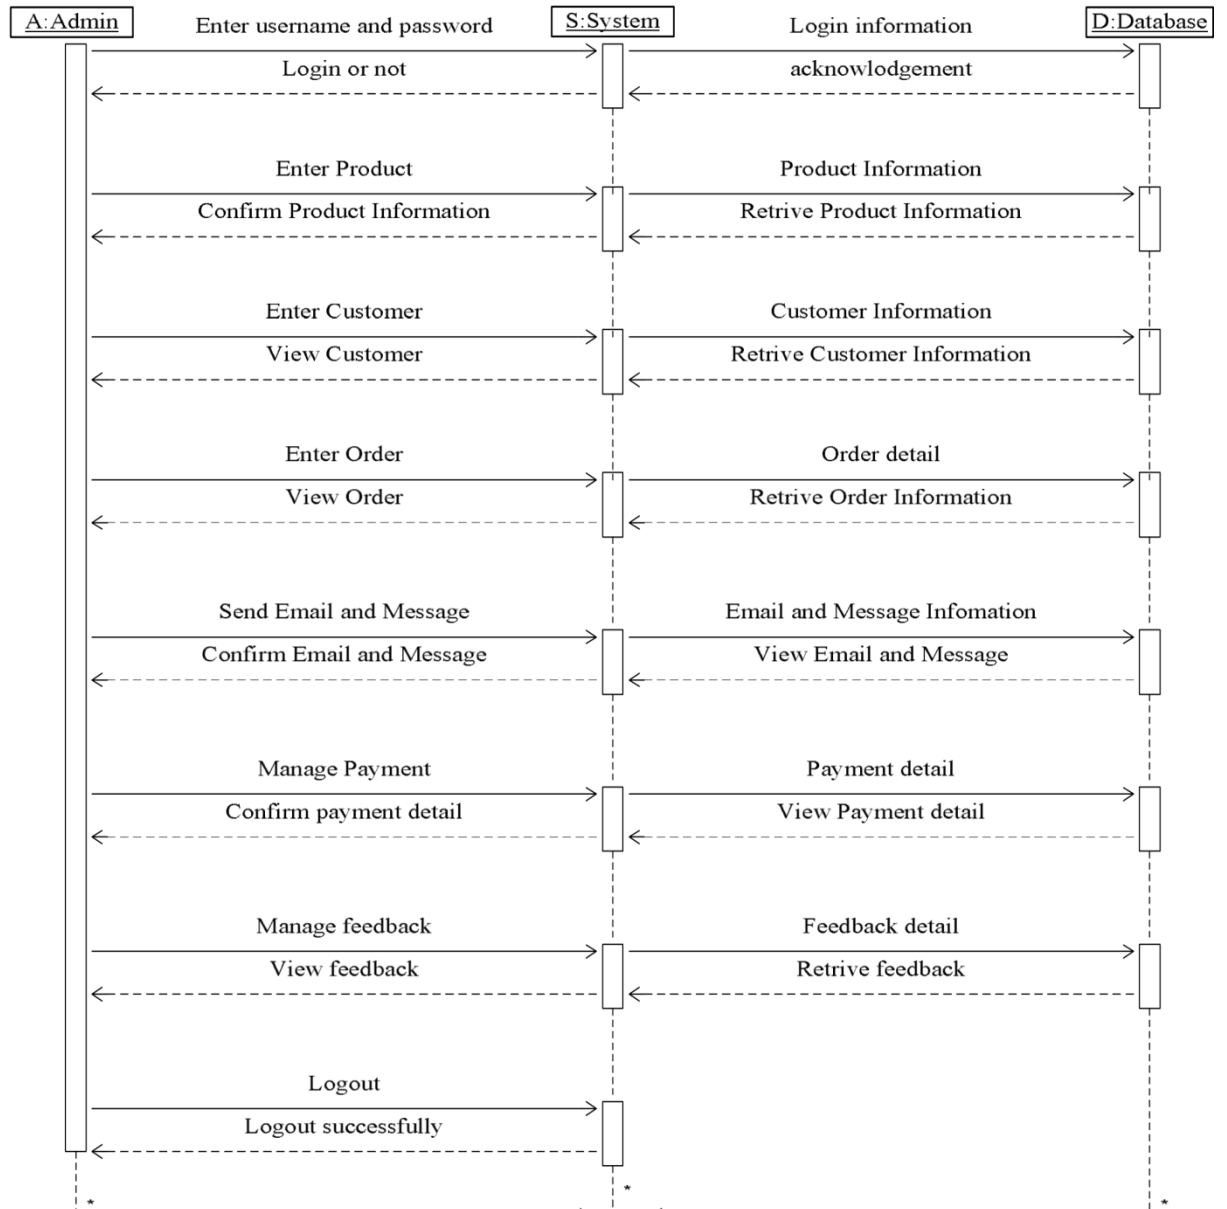 A:Admin
S:System
D:Database
Enter username and password
Login information
Login or not
acknowlodgement
Enter Product
Product Information
Confirm Product Information
Retrive Product Information
Enter Customer
Customer Information
View Customer
Retrive Customer Information
Enter Order
Order detail
View Order
Retrive Order Information
Send Email and Message
Email and Message Infomation
Confirm Email and Message
View Email and Message
Manage Payment
Payment detail
Confirm payment detail
View Payment detail
Manage feedback
Feedback detail
View feedback
Retrive feedback
Logout
Logout successfully
*
*
*